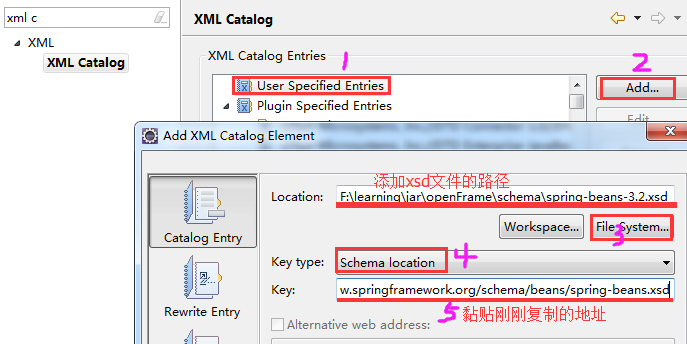 xml c
XML Catalog
XML
XML Catalog
XML Catalog Entries
1
2
User Specified Entries
Add...
Plugin Specified Entries
Edit...
Add XML Catalog Element
添加xsd文件的路径
Location:
F:\learning\jar\openFrame\schema\spring-beans-3.2.xsd
Workspace...
File System...
3
Catalog Entry
4
Key type:
Schema location
Key:
w.springframework.org/schema/beans/spring-beans.xsd
5
黏贴刚刚复制的地址
Rewrite Entry
Alternative web address: